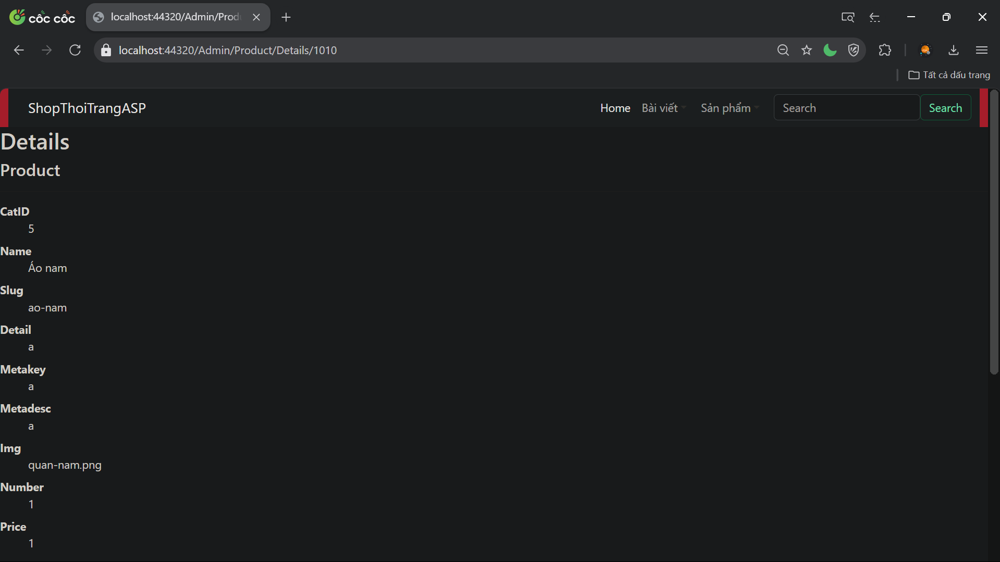 cốc cốc
localhost:44320/Admin/Prod
localhost:44320/Admin/Product/Details/1010
Tất cả dấu trang
ShopThoiTrangASP
Home
Bài viết
Sản phẩm
Search
Search
Details
Product
CatID
5
Name
Áo nam
Slug
ao-nam
Detail
a
Metakey
a
Metadesc
a
Img
quan-nam.png
Number
1
Price
1